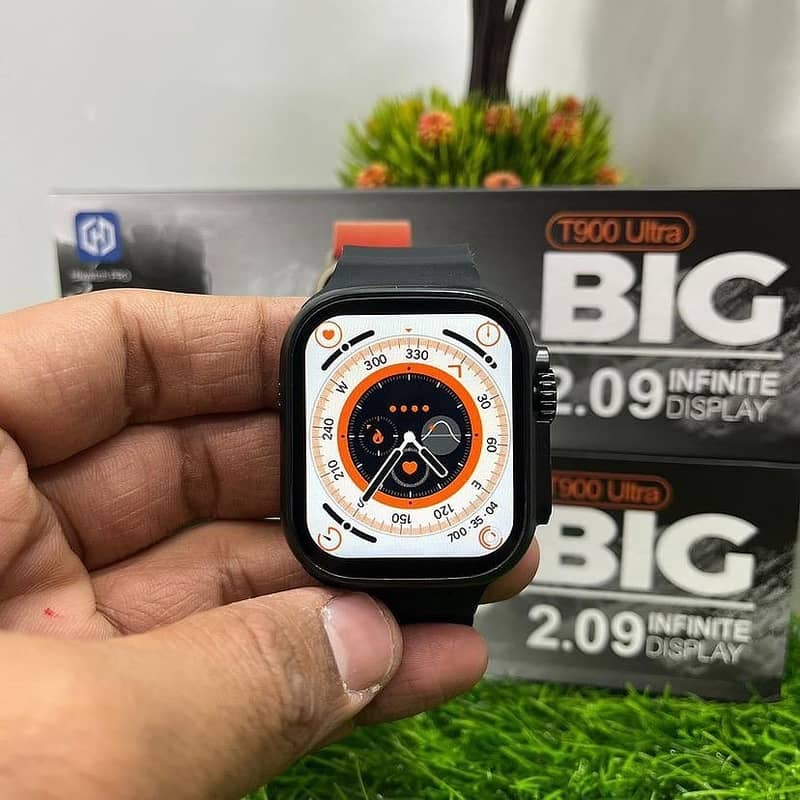 T900 Ultra
BIG
2.09 INFINITE
DISPLAY
T900 Ultra
BIG
2.09 INFINITE
DISPLAY
300 330
30
60
E
120
150
S
210
240
W
700·35·04